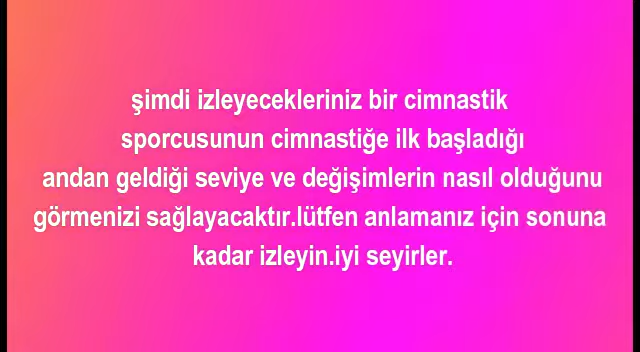 şimdi izleyecekleriniz bir cimnastik
sporcusunun cimnastiğe ilk başladığı
andan geldiği seviye ve değişimlerin nasıl olduğunu
görmenizi sağlayacaktır.lütfen anlamanız için sonuna
kadar izleyin.iyi seyirler.